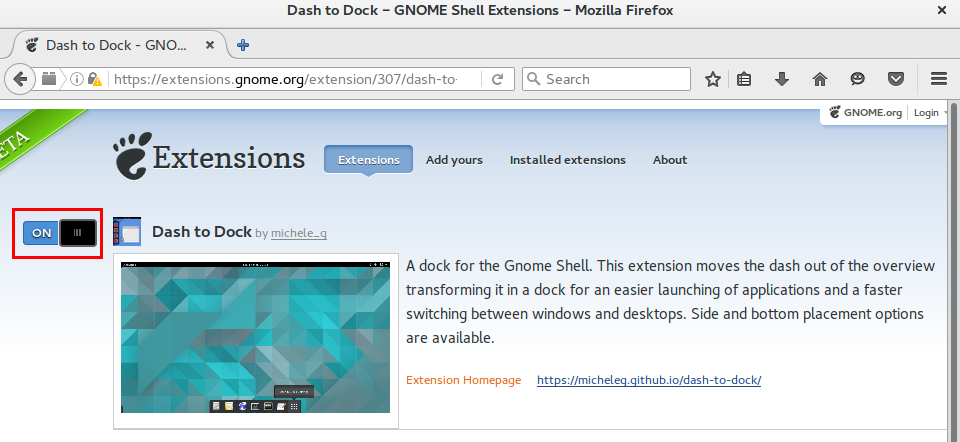 Dash to Dock – GNOME Shell Extensions – Mozilla Firefox
Dash to Dock - GNO...
https://extensions.gnome.org/extension/307/dash-to-
Search
GNOME.org
Login
ETA
Extensions
Extensions
Add yours
Installed extensions
About
ON
Dash to Dock by michele_g
A dock for the Gnome Shell. This extension moves the dash out of the overview
transforming it in a dock for an easier launching of applications and a faster
switching between windows and desktops. Side and bottom placement options
are available.
Extension Homepage
https://micheleg.github.io/dash-to-dock/